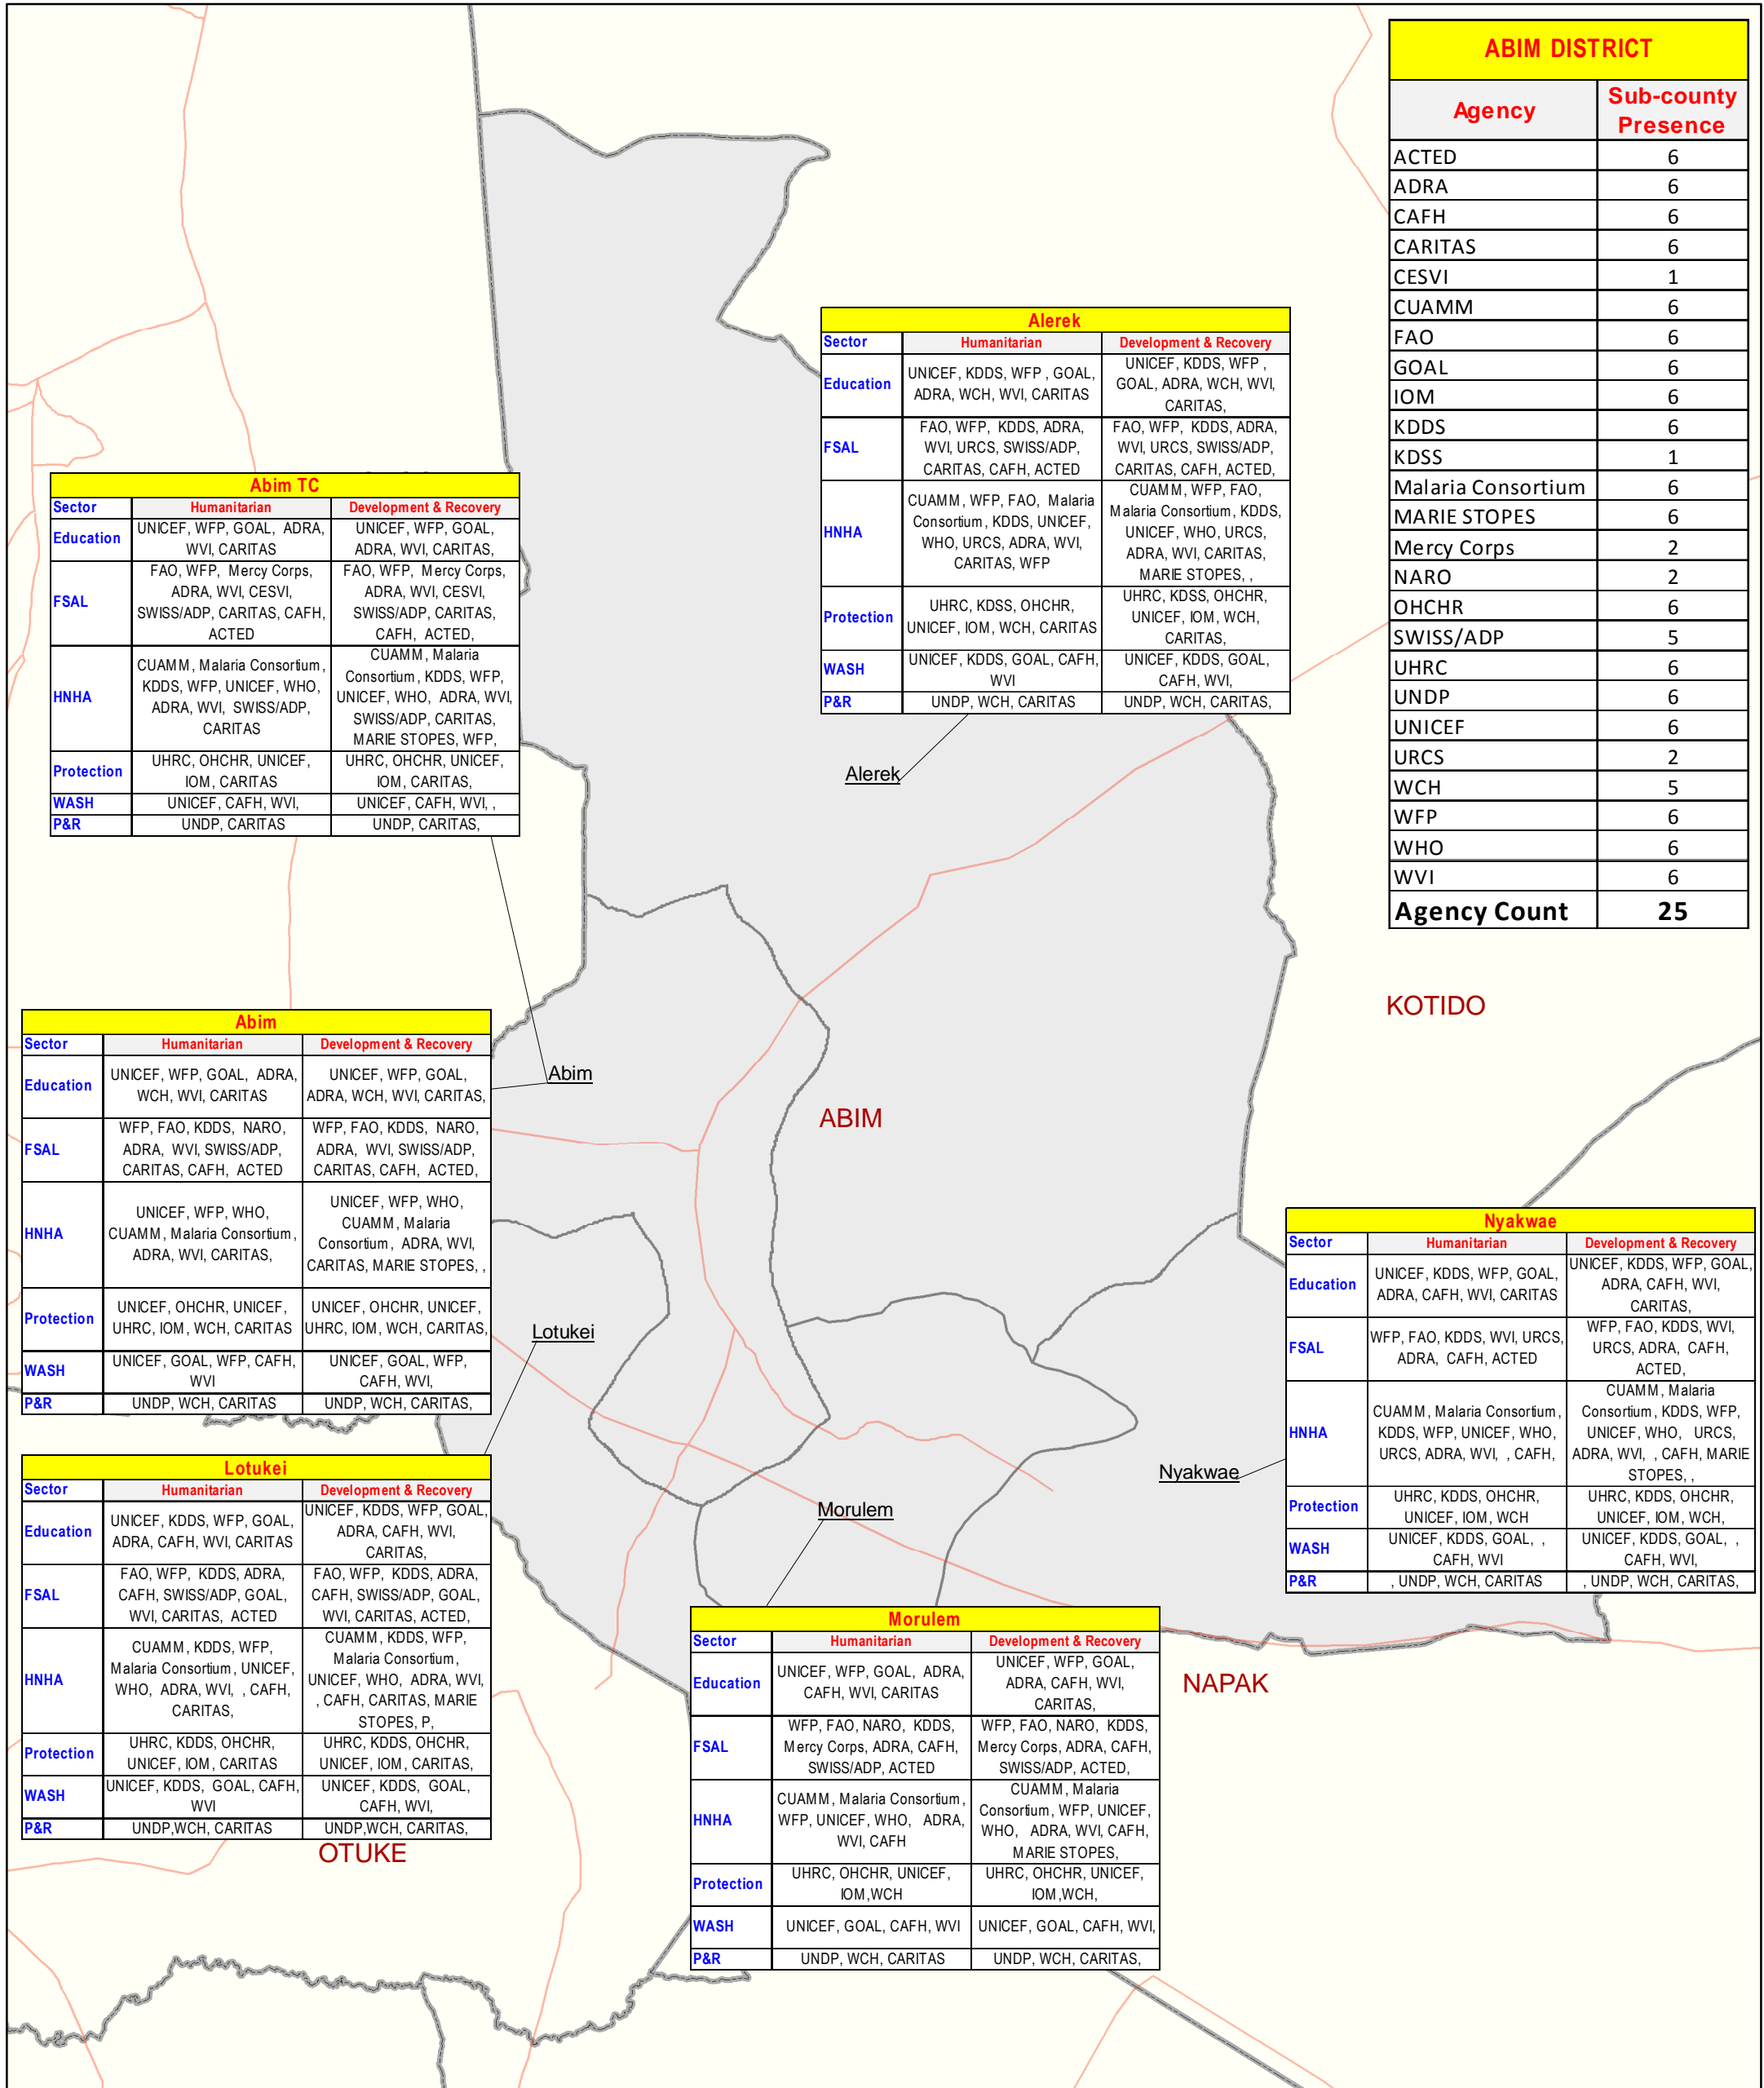 ABIM DISTRICT
Agency Sub-county
Presence
ACTED 6
ADRA 6
CAFH 6
CARITAS 6
CESVI 1
CUAMM 6
FAO 6
GOAL 6
IOM 6
KDDS 6
KDSS 1
Malaria Consortium 6
MARIE STOPES 6
Mercy Corps 2
NARO 2
OHCHR 6
SWISS/ADP 5
UHRC 6
UNDP 6
UNICEF 6
URCS 2
WCH 5
WFP 6
WHO 6
WVI 6
Agency Count 25
Alerek
Sector Humanitarian Development & Recovery
Education
UNICEF, KDDS, WFP , GOAL,
ADRA, WCH, WVI, CARITAS
UNICEF, KDDS, WFP ,
GOAL, ADRA, WCH, WVI,
CARITAS,
FSAL
FAO, WFP, KDDS, ADRA,
WVI, URCS, SWISS/ADP,
CARITAS, CAFH, ACTED
FAO, WFP, KDDS, ADRA,
WVI, URCS, SWISS/ADP,
CARITAS, CAFH, ACTED,
HNHA
CUAMM, WFP, FAO, Malaria
Consortium, KDDS, UNICEF,
WHO, URCS, ADRA, WVI,
CARITAS, WFP
CUAMM, WFP, FAO,
Malaria Consortium, KDDS,
UNICEF, WHO, URCS,
ADRA, WVI, CARITAS,
MARIE STOPES, ,
Protection
UHRC, KDSS, OHCHR,
UNICEF, IOM, WCH, CARITAS
UHRC, KDSS, OHCHR,
UNICEF, IOM, WCH,
CARITAS,
WASH
UNICEF, KDDS, GOAL, CAFH,
WVI
UNICEF, KDDS, GOAL,
CAFH, WVI,
P&R UNDP, WCH, CARITAS UNDP, WCH, CARITAS,
Alerek
Abim TC
Sector Humanitarian Development & Recovery
Education
UNICEF, WFP, GOAL, ADRA,
WVI, CARITAS
UNICEF, WFP, GOAL,
ADRA, WVI, CARITAS,
FSAL
FAO, WFP, Mercy Corps,
ADRA, WVI, CESVI,
SWISS/ADP, CARITAS, CAFH,
ACTED
FAO, WFP, Mercy Corps,
ADRA, WVI, CESVI,
SWISS/ADP, CARITAS,
CAFH, ACTED,
HNHA
CUAMM, Malaria Consortium,
KDDS, WFP, UNICEF, WHO,
ADRA, WVI, SWISS/ADP,
CARITAS
CUAMM, Malaria
Consortium, KDDS, WFP,
UNICEF, WHO, ADRA, WVI,
SWISS/ADP, CARITAS,
MARIE STOPES, WFP,
Protection
UHRC, OHCHR, UNICEF,
IOM, CARITAS
UHRC, OHCHR, UNICEF,
IOM, CARITAS,
WASH UNICEF, CAFH, WVI, UNICEF, CAFH, WVI, ,
P&R UNDP, CARITAS UNDP, CARITAS,
KOTIDO
Abim
Sector Humanitarian Development & Recovery
Education
UNICEF, WFP, GOAL, ADRA,
WCH, WVI, CARITAS
UNICEF, WFP, GOAL,
ADRA, WCH, WVI, CARITAS,
FSAL
WFP, FAO, KDDS, NARO,
ADRA, WVI, SWISS/ADP,
CARITAS, CAFH, ACTED
WFP, FAO, KDDS, NARO,
ADRA, WVI, SWISS/ADP,
CARITAS, CAFH, ACTED,
HNHA
UNICEF, WFP, WHO,
CUAMM, Malaria Consortium,
ADRA, WVI, CARITAS,
UNICEF, WFP, WHO,
CUAMM, Malaria
Consortium, ADRA, WVI,
CARITAS, MARIE STOPES, ,
Protection
UNICEF, OHCHR, UNICEF,
UHRC, IOM, WCH, CARITAS
UNICEF, OHCHR, UNICEF,
UHRC, IOM, WCH, CARITAS,
WASH
UNICEF, GOAL, WFP, CAFH,
WVI
UNICEF, GOAL, WFP,
CAFH, WVI,
P&R UNDP, WCH, CARITAS UNDP, WCH, CARITAS,
Abim
ABIM
Nyakwae
Sector Humanitarian Development & Recovery
Education
UNICEF, KDDS, WFP, GOAL,
ADRA, CAFH, WVI, CARITAS
UNICEF, KDDS, WFP, GOAL,
ADRA, CAFH, WVI,
CARITAS,
FSAL
WFP, FAO, KDDS, WVI, URCS,
ADRA, CAFH, ACTED
WFP, FAO, KDDS, WVI,
URCS, ADRA, CAFH,
ACTED,
HNHA
CUAMM, Malaria Consortium,
KDDS, WFP, UNICEF, WHO,
URCS, ADRA, WVI, , CAFH,
CUAMM, Malaria
Consortium, KDDS, WFP,
UNICEF, WHO, URCS,
ADRA, WVI, , CAFH, MARIE
STOPES, ,
Protection
UHRC, KDDS, OHCHR,
UNICEF, IOM, WCH
UHRC, KDDS, OHCHR,
UNICEF, IOM, WCH,
WASH
UNICEF, KDDS, GOAL, ,
CAFH, WVI
UNICEF, KDDS, GOAL, ,
CAFH, WVI,
P&R , UNDP, WCH, CARITAS , UNDP, WCH, CARITAS,
Lotukei
Nyakwae
Morulem
Lotukei
Sector Humanitarian Development & Recovery
Education
UNICEF, KDDS, WFP, GOAL,
ADRA, CAFH, WVI, CARITAS
UNICEF, KDDS, WFP, GOAL,
ADRA, CAFH, WVI,
CARITAS,
FSAL
FAO, WFP, KDDS, ADRA,
CAFH, SWISS/ADP, GOAL,
WVI, CARITAS, ACTED
FAO, WFP, KDDS, ADRA,
CAFH, SWISS/ADP, GOAL,
WVI, CARITAS, ACTED,
HNHA
CUAMM, KDDS, WFP,
Malaria Consortium, UNICEF,
WHO, ADRA, WVI, , CAFH,
CARITAS,
CUAMM, KDDS, WFP,
Malaria Consortium,
UNICEF, WHO, ADRA, WVI,
, CAFH, CARITAS, MARIE
STOPES, P,
Protection
UHRC, KDDS, OHCHR,
UNICEF, IOM, CARITAS
UHRC, KDDS, OHCHR,
UNICEF, IOM, CARITAS,
WASH
UNICEF, KDDS, GOAL, CAFH,
WVI
UNICEF, KDDS, GOAL,
CAFH, WVI,
P&R UNDP,WCH, CARITAS UNDP,WCH, CARITAS,
OTUKE
Morulem
Sector Humanitarian Development & Recovery
Education
UNICEF, WFP, GOAL, ADRA,
CAFH, WVI, CARITAS
UNICEF, WFP, GOAL,
ADRA, CAFH, WVI,
CARITAS,
FSAL
WFP, FAO, NARO, KDDS,
Mercy Corps, ADRA, CAFH,
SWISS/ADP, ACTED
WFP, FAO, NARO, KDDS,
Mercy Corps, ADRA, CAFH,
SWISS/ADP, ACTED,
HNHA
CUAMM, Malaria Consortium,
WFP, UNICEF, WHO, ADRA,
WVI, CAFH
CUAMM, Malaria
Consortium, WFP, UNICEF,
WHO, ADRA, WVI, CAFH,
MARIE STOPES,
Protection
UHRC, OHCHR, UNICEF,
IOM,WCH
UHRC, OHCHR, UNICEF,
IOM,WCH,
WASH UNICEF, GOAL, CAFH, WVI UNICEF, GOAL, CAFH, WVI,
P&R UNDP, WCH, CARITAS UNDP, WCH, CARITAS,
NAPAK